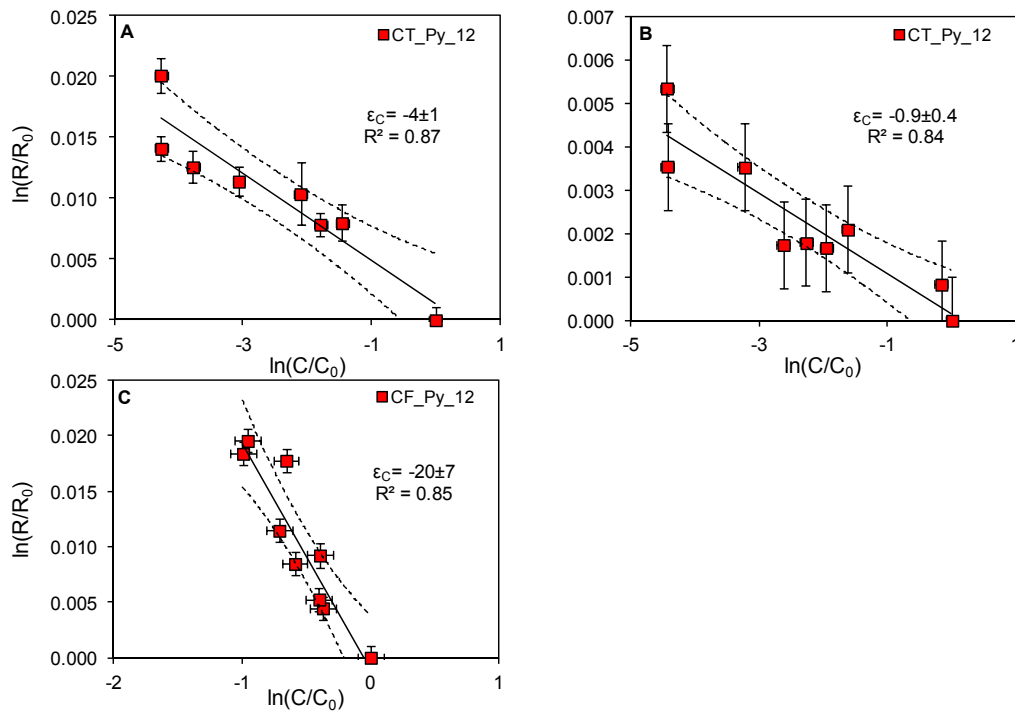 A
CT_Py_12
εC= -4±1
R² = 0.87
ln(R/R0)
0.025
0.020
0.015
0.010
0.005
0.000
-5 -3 -1 1
ln(C/C0)
B
CT_Py_12
εC= -0.9±0.4
R² = 0.84
0.007
0.006
0.005
0.004
0.003
0.002
0.001
0.000
-5 -3 -1 1
ln(C/C0)
C
CF_Py_12
εC= -20±7
R² = 0.85
ln(R/R0)
0.025
0.020
0.015
0.010
0.005
0.000
-2 -1 0 1
ln(C/C0)